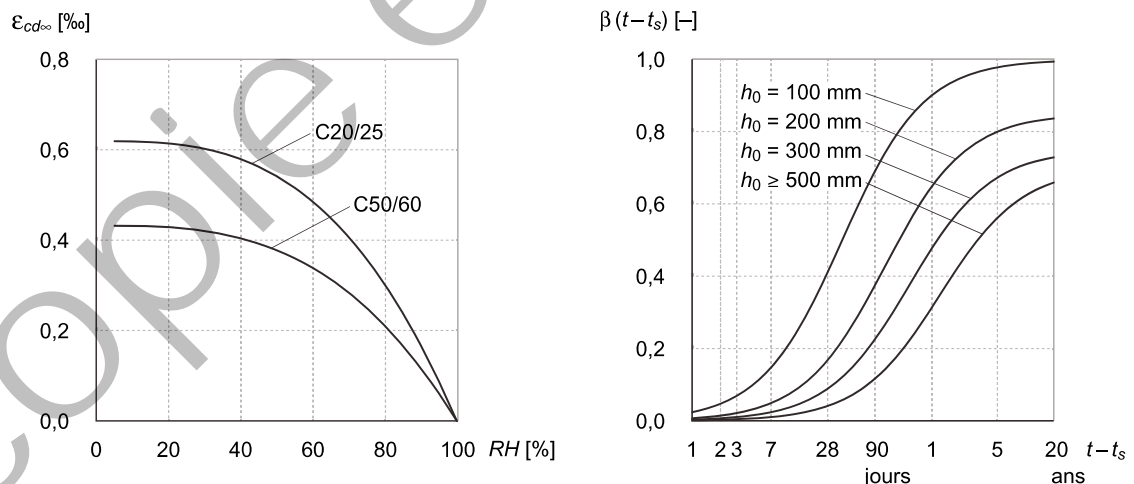 εcd∞ [‰]
0,8
0,6
0,4
0,2
0,0
C20/25
C50/60
0 20 40 60 80 100 RH [%]
β (t–ts) [–]
1,0
0,8
0,6
0,4
0,2
0,0
h0 = 100 mm
h0 = 200 mm
h0 = 300 mm
h0 ≥ 500 mm
1 2 3 7 28 90 1 5 20 t–ts
jours ans
opie
e